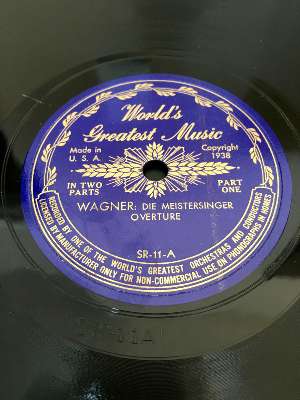 World's
Greatest Music
Made in
U. S. A.
Copyright
1938
IN TWO
PARTS
PART
ONE
WAGNER: DIE MEISTERSINGER
OVERTURE
SR-11-A
RECORDED BY ONE OF THE WORLD'S GREATEST ORCHESTRAS AND CONDUCTORS
LICENSED BY MANUFACTURER ONLY FOR NON-COMMERCIAL USE ON PHONOGRAPHS IN HOMES